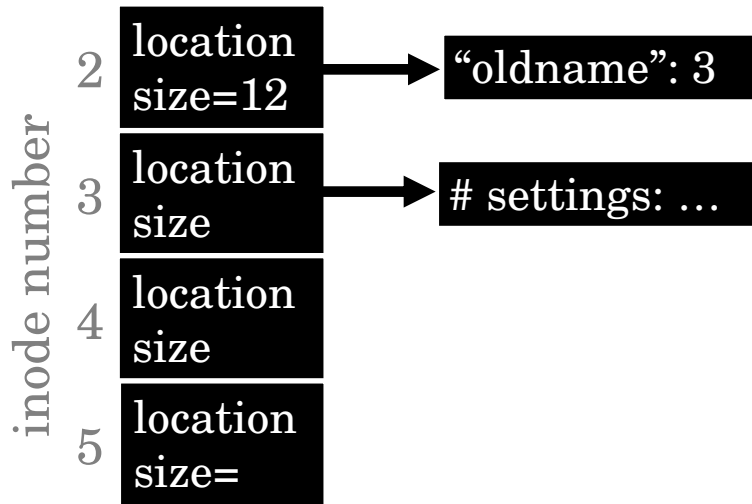 inode number
2
location
size=12
“oldname”: 3
3
location
size
# settings: …
4
location
size
5
location
size=